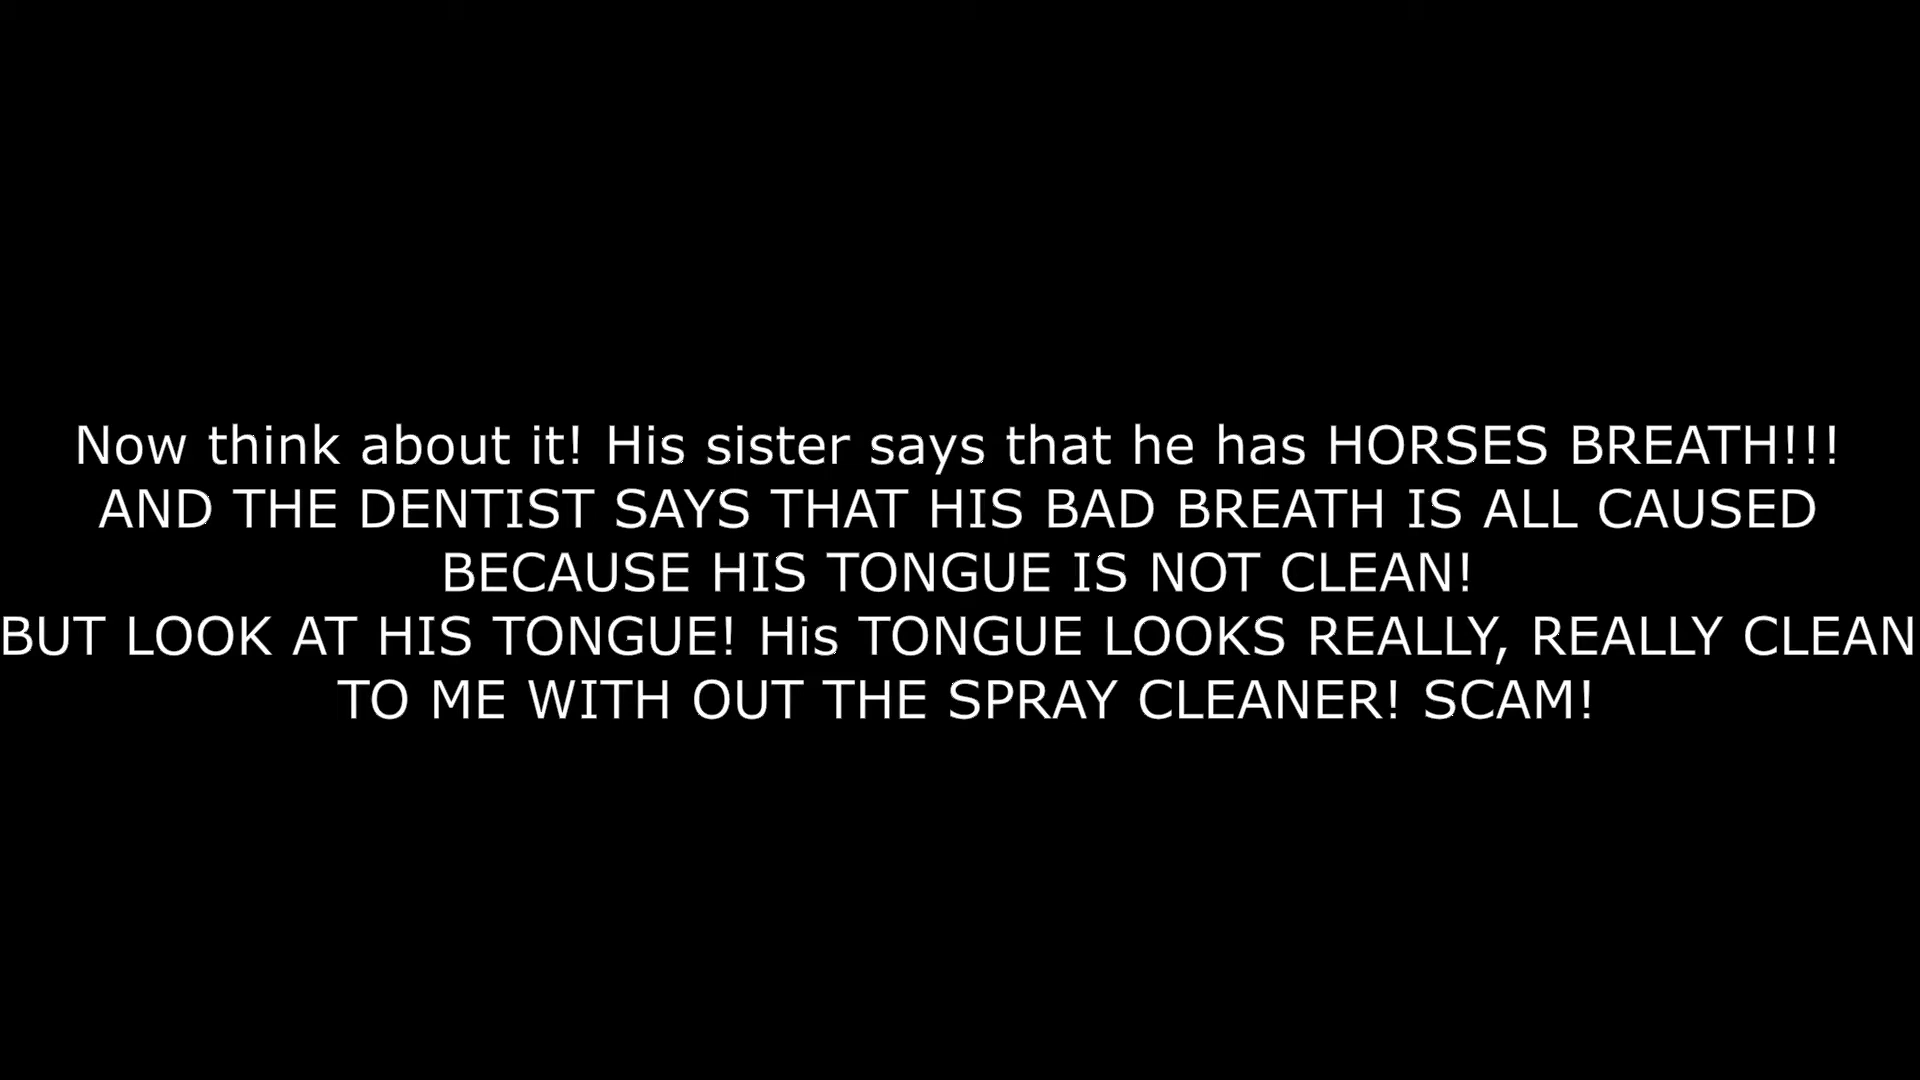 Now think about it! His sister says that he has HORSES BREATH!!!
AND THE DENTIST SAYS THAT HIS BAD BREATH IS ALL CAUSED
BECAUSE HIS TONGUE IS NOT CLEAN!
BUT LOOK AT HIS TONGUE! His TONGUE LOOKS REALLY, REALLY CLEAN
TO ME WITH OUT THE SPRAY CLEANER! SCAM!